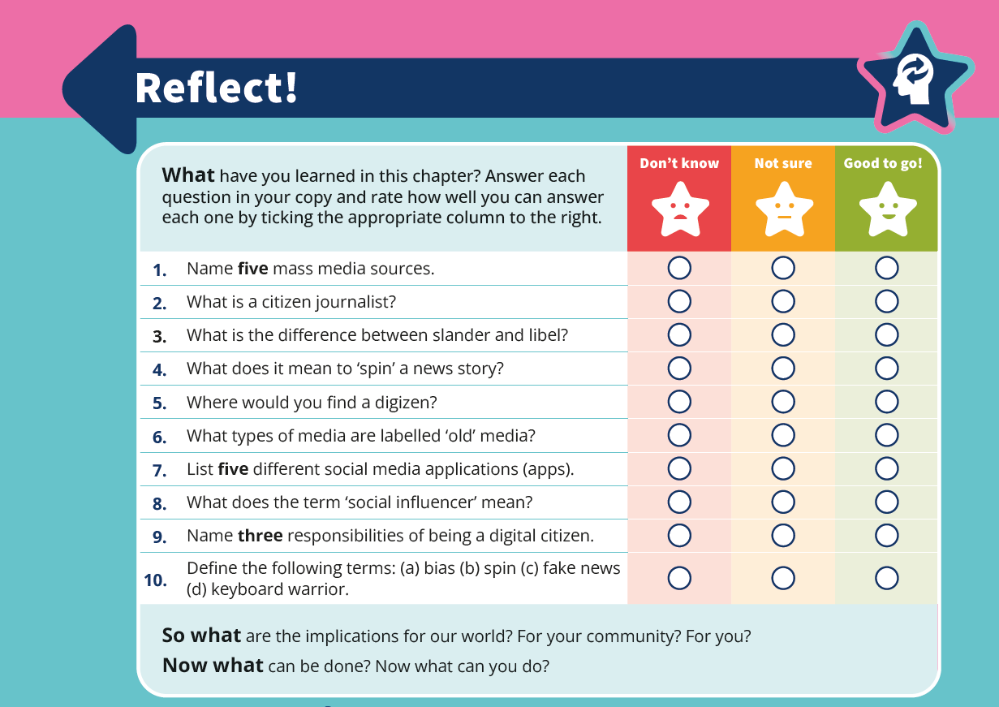 Reflect!
What have you learned in this chapter? Answer each
question in your copy and rate how well you can answer
each one by ticking the appropriate column to the right.
Don’t know
Not sure
Good to go!
1. Name five mass media sources.
2. What is a citizen journalist?
3. What is the difference between slander and libel?
4. What does it mean to ‘spin’ a news story?
5. Where would you find a digizen?
6. What types of media are labelled ‘old’ media?
7. List five different social media applications (apps).
8. What does the term ‘social influencer’ mean?
9. Name three responsibilities of being a digital citizen.
10. Define the following terms: (a) bias (b) spin (c) fake news
(d) keyboard warrior.
So what are the implications for our world? For your community? For you?
Now what can be done? Now what can you do?